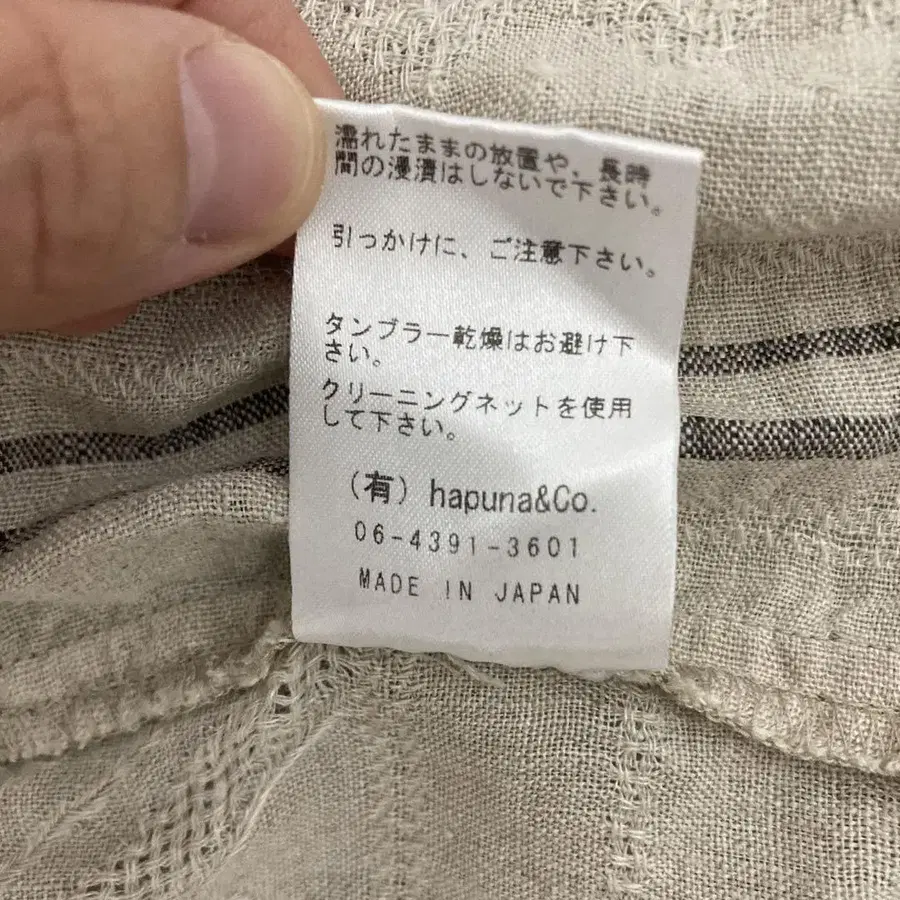 濡れたままの放置や、長時
間の浸漬はしないで下さい。
引っかけに、ご注意下さい。
タンブラー乾燥はお避け下
さい。
クリーニングネットを使用
して下さい。
(有) hapuna&Co.
06-4391-3601
MADE IN JAPAN